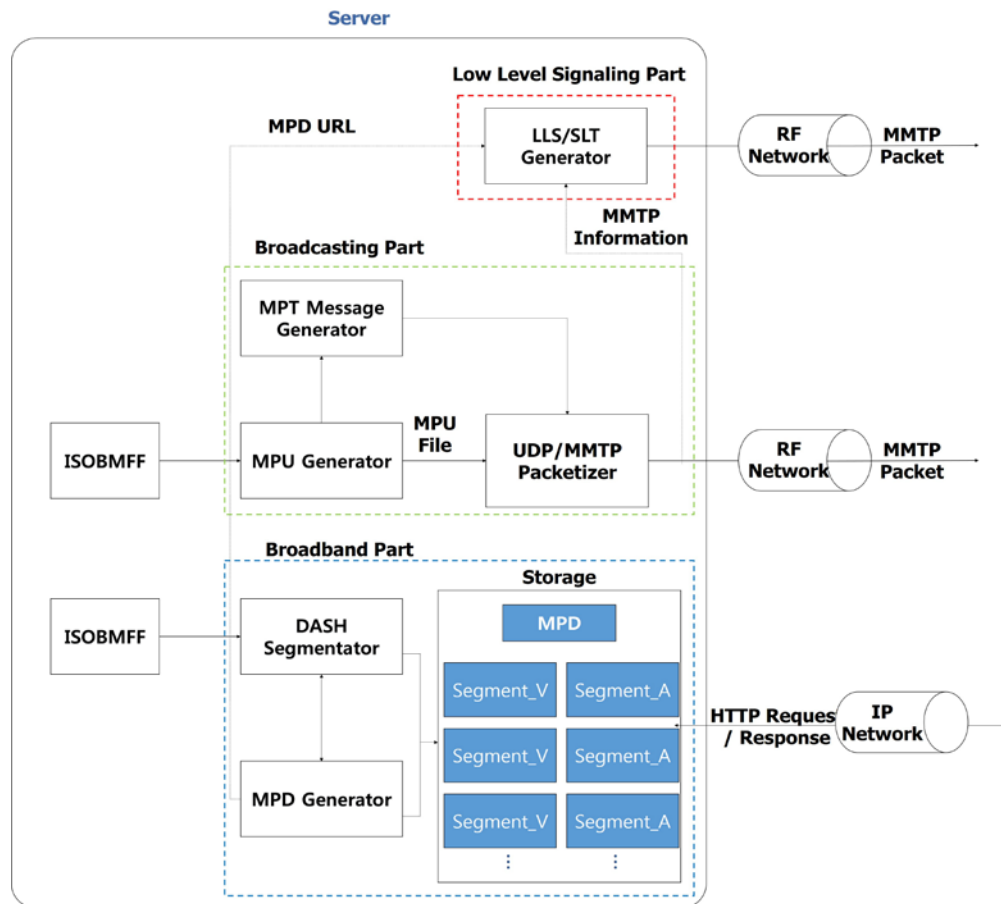 Server
Low Level Signaling Part
MPD URL
LLS/SLT
Generator
RF
Network
MMTP
Packet
MMTP
Information
Broadcasting Part
MPT Message
Generator
ISOBMFF
MPU Generator
MPU
File
UDP/MMTP
Packetizer
RF
Network
MMTP
Packet
Broadband Part
Storage
ISOBMFF
DASH
Segmentator
MPD
Segment_V
Segment_A
HTTP Reques
/ Response
IP
Network
Segment_V
Segment_A
MPD Generator
Segment_V
Segment_A